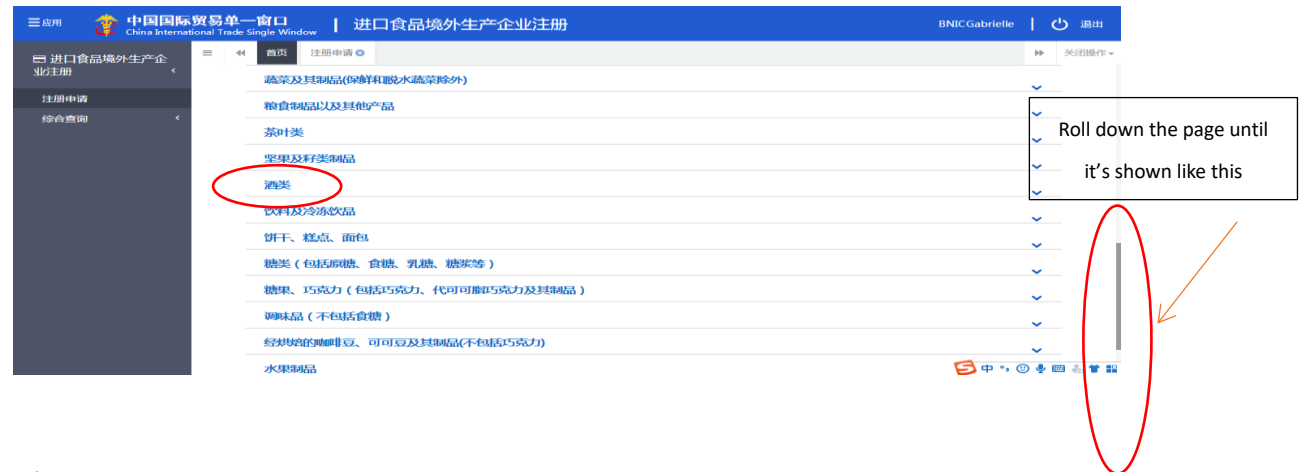 应用
中国国际贸易单一窗口
China International Trade Single Window
进口食品境外生产企业注册
BNICGabrielle
退出
进口食品境外生产企
业注册
注册申请
综合查询
首页
注册申请
关闭操作
蔬菜及其制品(保鲜和脱水蔬菜除外)
粮食制品以及其他产品
茶叶类
坚果及籽类制品
酒类
饮料及冷冻饮品
饼干、糕点、面包
糖类（包括原糖、食糖、乳糖、糖浆等）
糖果、巧克力（包括巧克力、代可可脂巧克力及其制品）
调味品（不包括食糖）
经烘焙的咖啡豆、可可豆及其制品(不包括巧克力)
水果制品
中
Roll down the page until
it’s shown like this